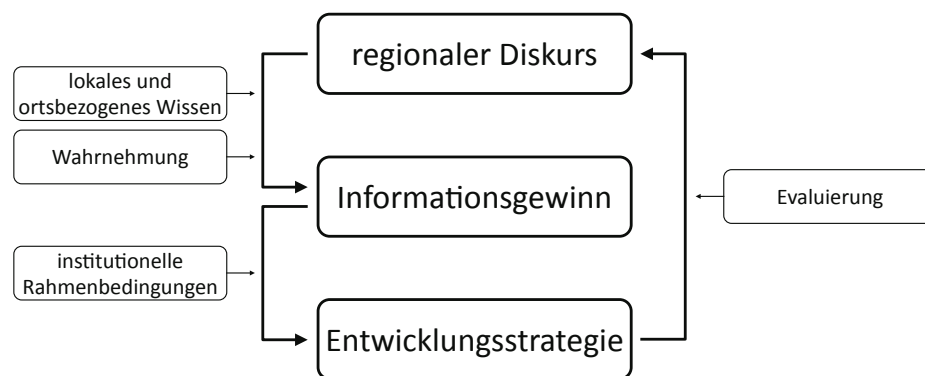 regionaler Diskurs
lokales und
ortsbezogenes Wissen
Wahrnehmung
Informationsgewinn
Evaluierung
institutionelle
Rahmenbedingungen
Entwicklungsstrategie